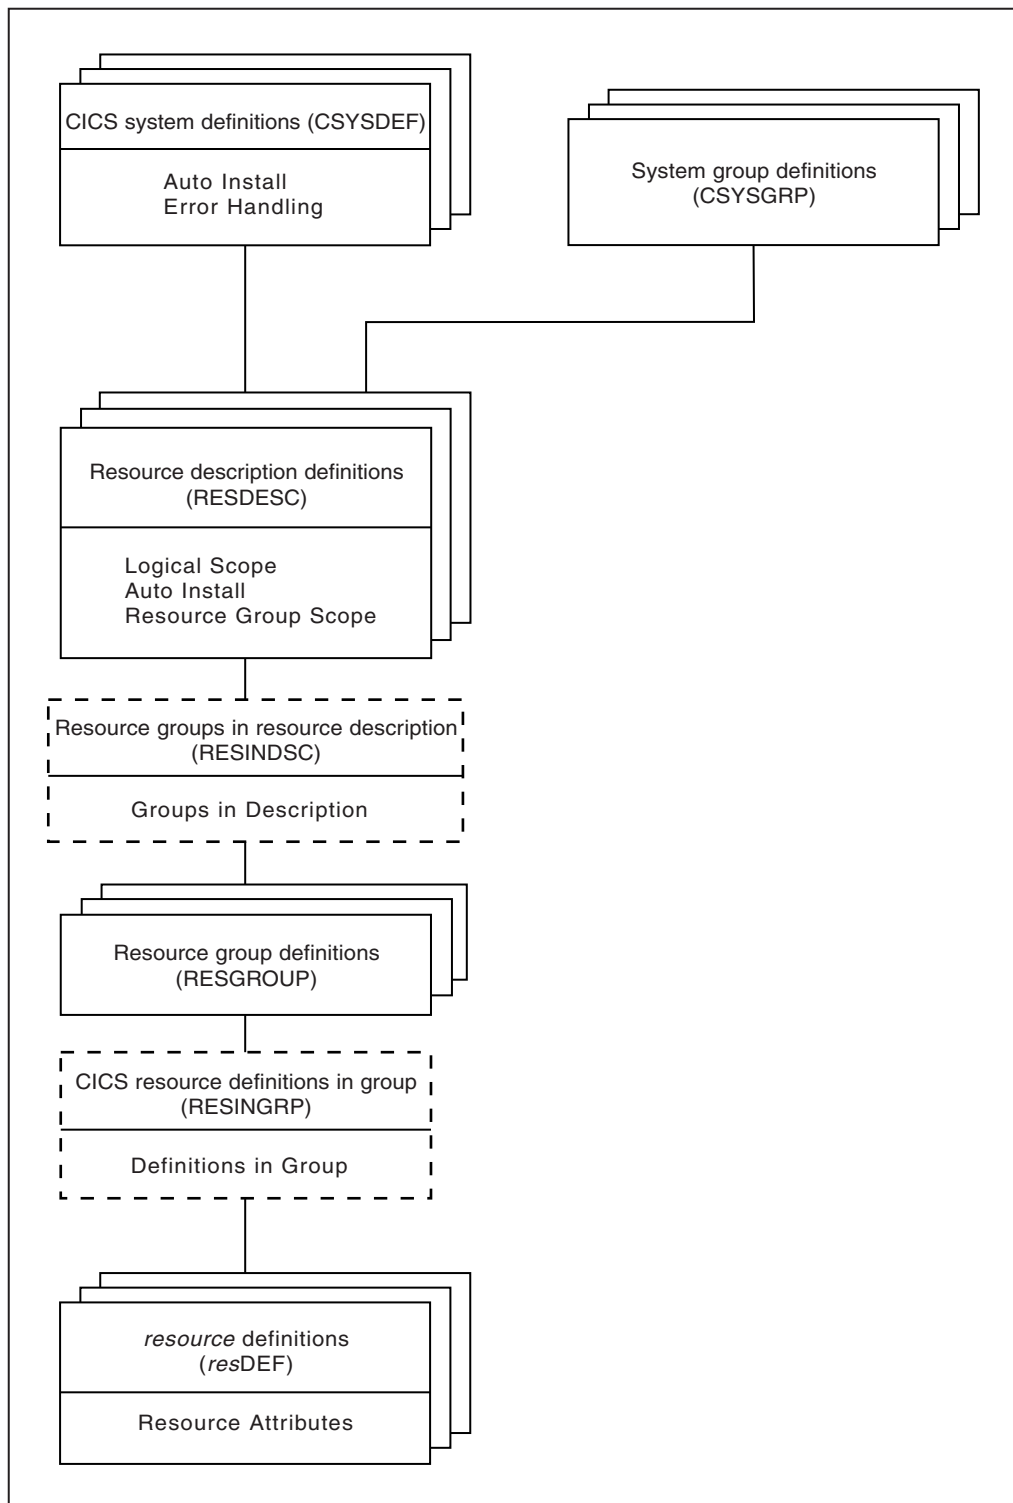 CICS system definitions (CSYSDEF)
Auto Install
Error Handling
System group definitions
(CSYSGRP)
Resource description definitions
(RESDESC)
Logical Scope
Auto Install
Resource Group Scope
Resource groups in resource description
(RESINDSC)
Groups in Description
Resource group definitions
(RESGROUP)
CICS resource definitions in group
(RESINGRP)
Definitions in Group
resource definitions
(resDEF)
Resource Attributes